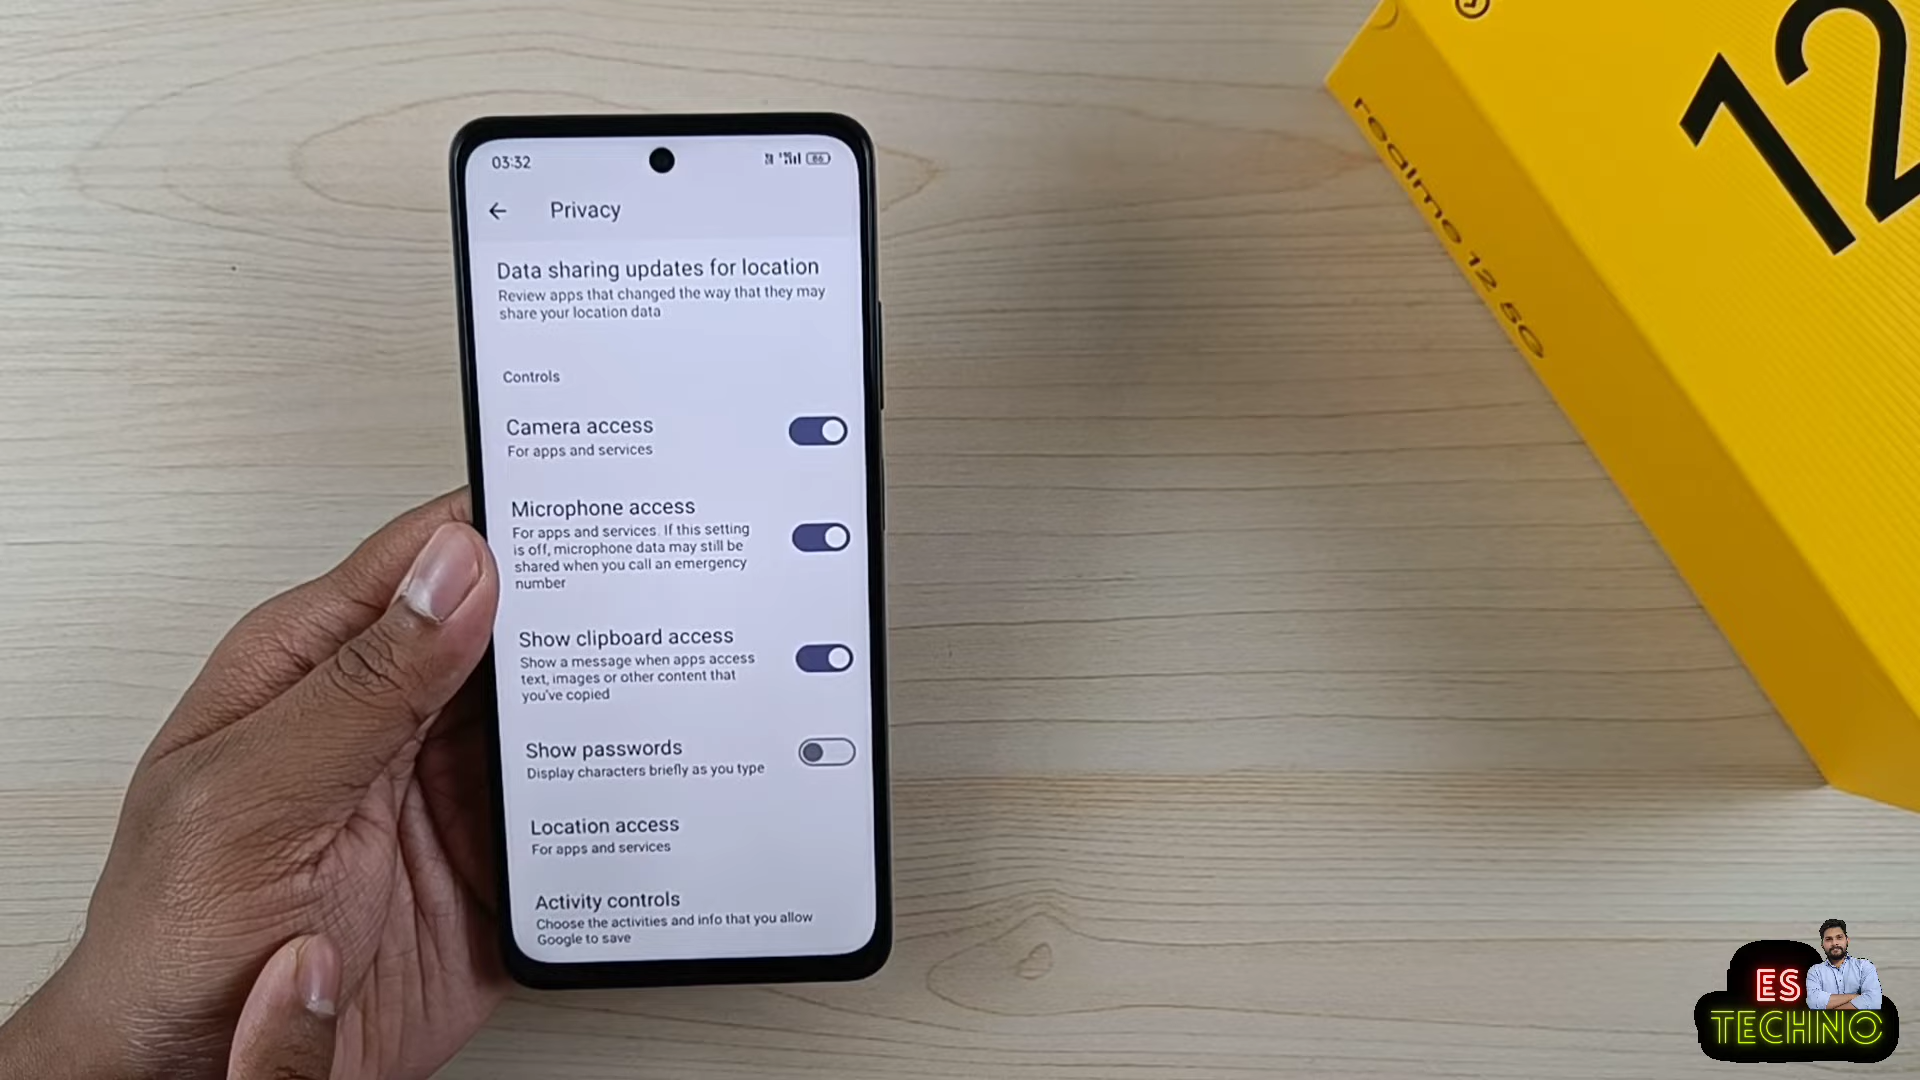 03:32
86
Privacy
Data sharing updates for location
Review apps that changed the way that they may
share your location data
Controls
Camera access
For apps and services
Microphone access
For apps and services. If this setting
is off, microphone data may still be
shared when you call an emergency
number
Show clipboard access
Show a message when apps access
text, images or other content that
you've copied
Show passwords
Display characters briefly as you type
Location access
For apps and services
Activity controls
Choose the activities and info that you allow
Google to save
12
realme 12 5G
ES
TECHNO